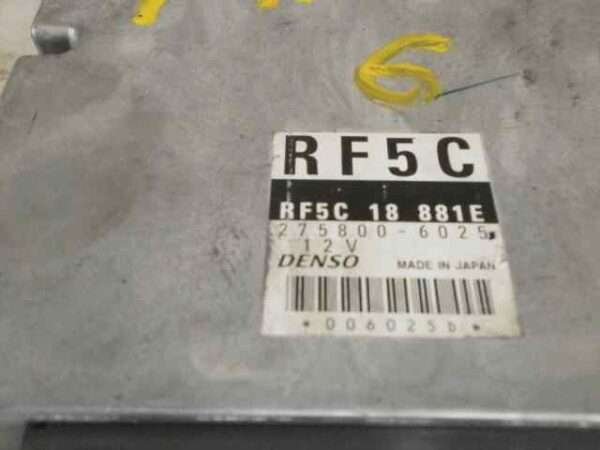 6
RF5C
RF5C 18 881E
275800-6025
12V
DENSO MADE IN JAPAN
*006025b*